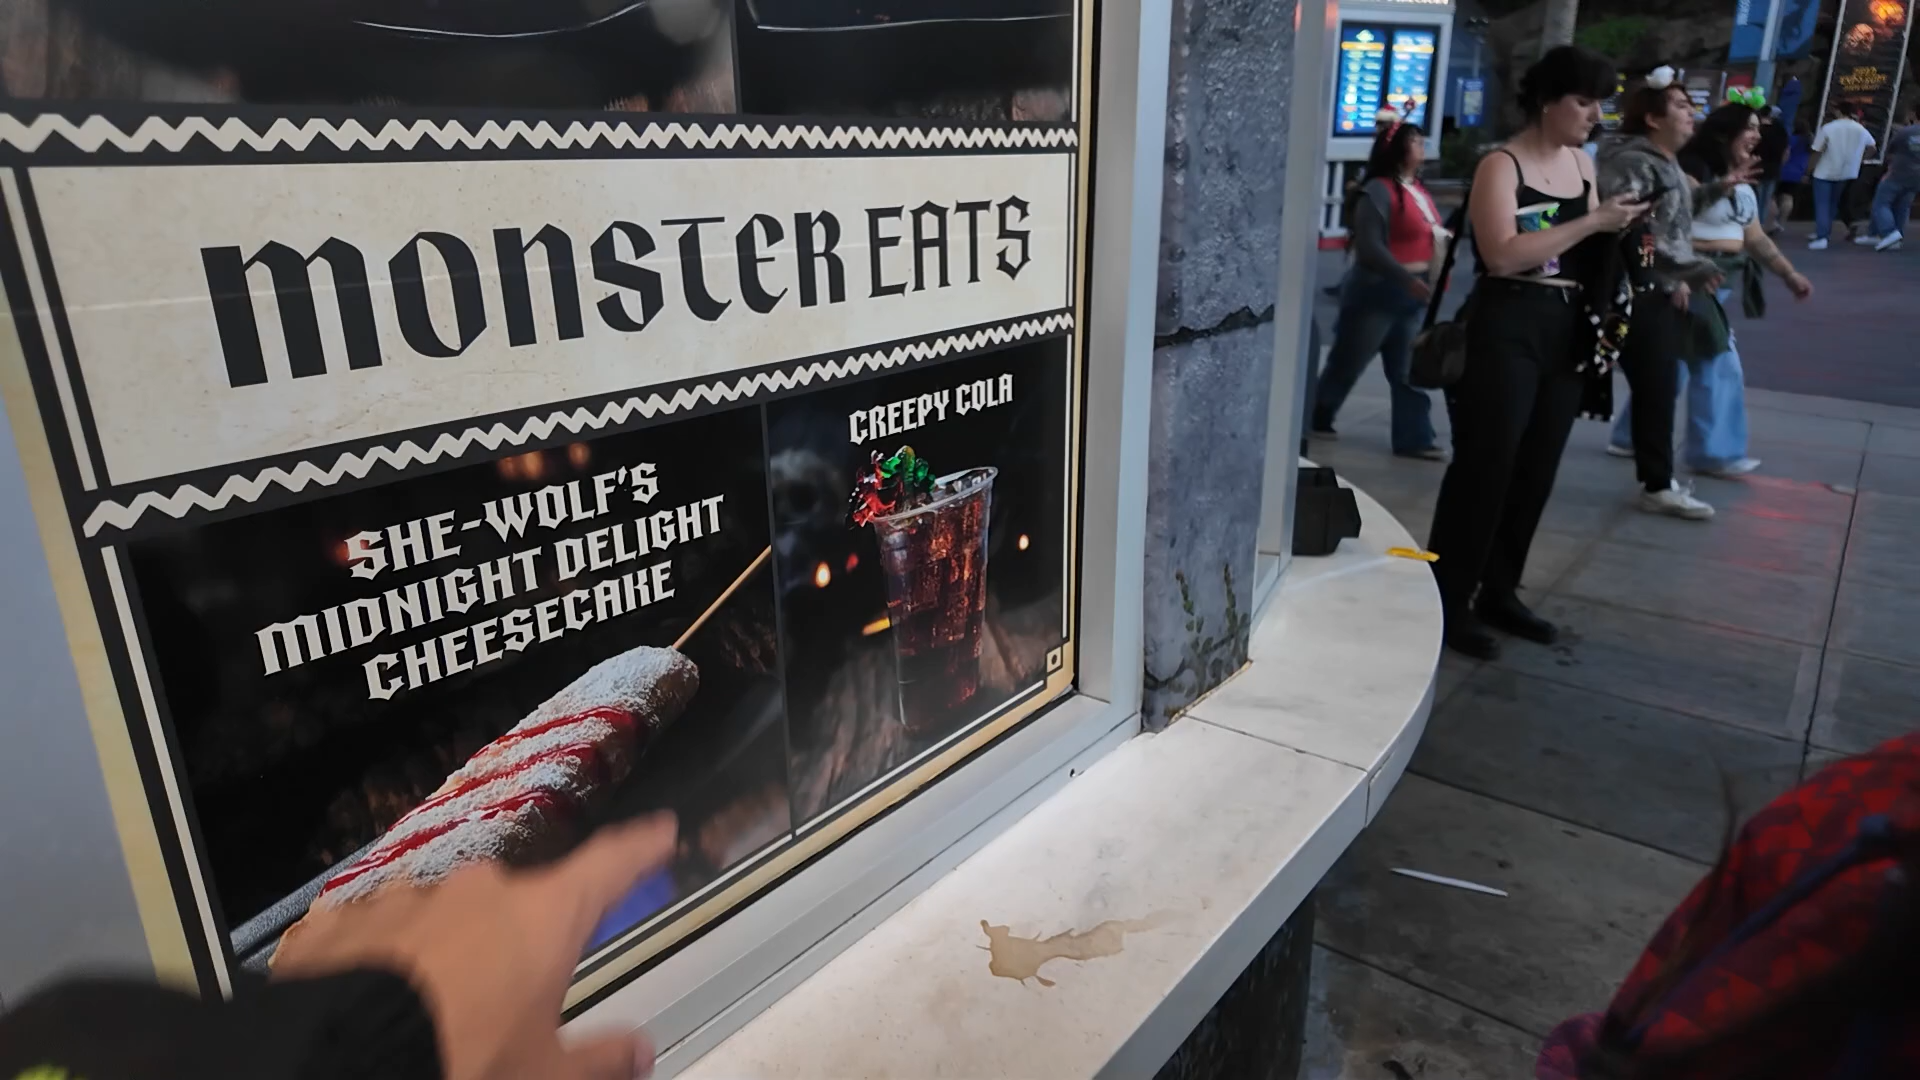 MONSTER EATS
SHE-WOLF'S
MIDNIGHT DELIGHT
CHEESECAKE
CREEPY COLA